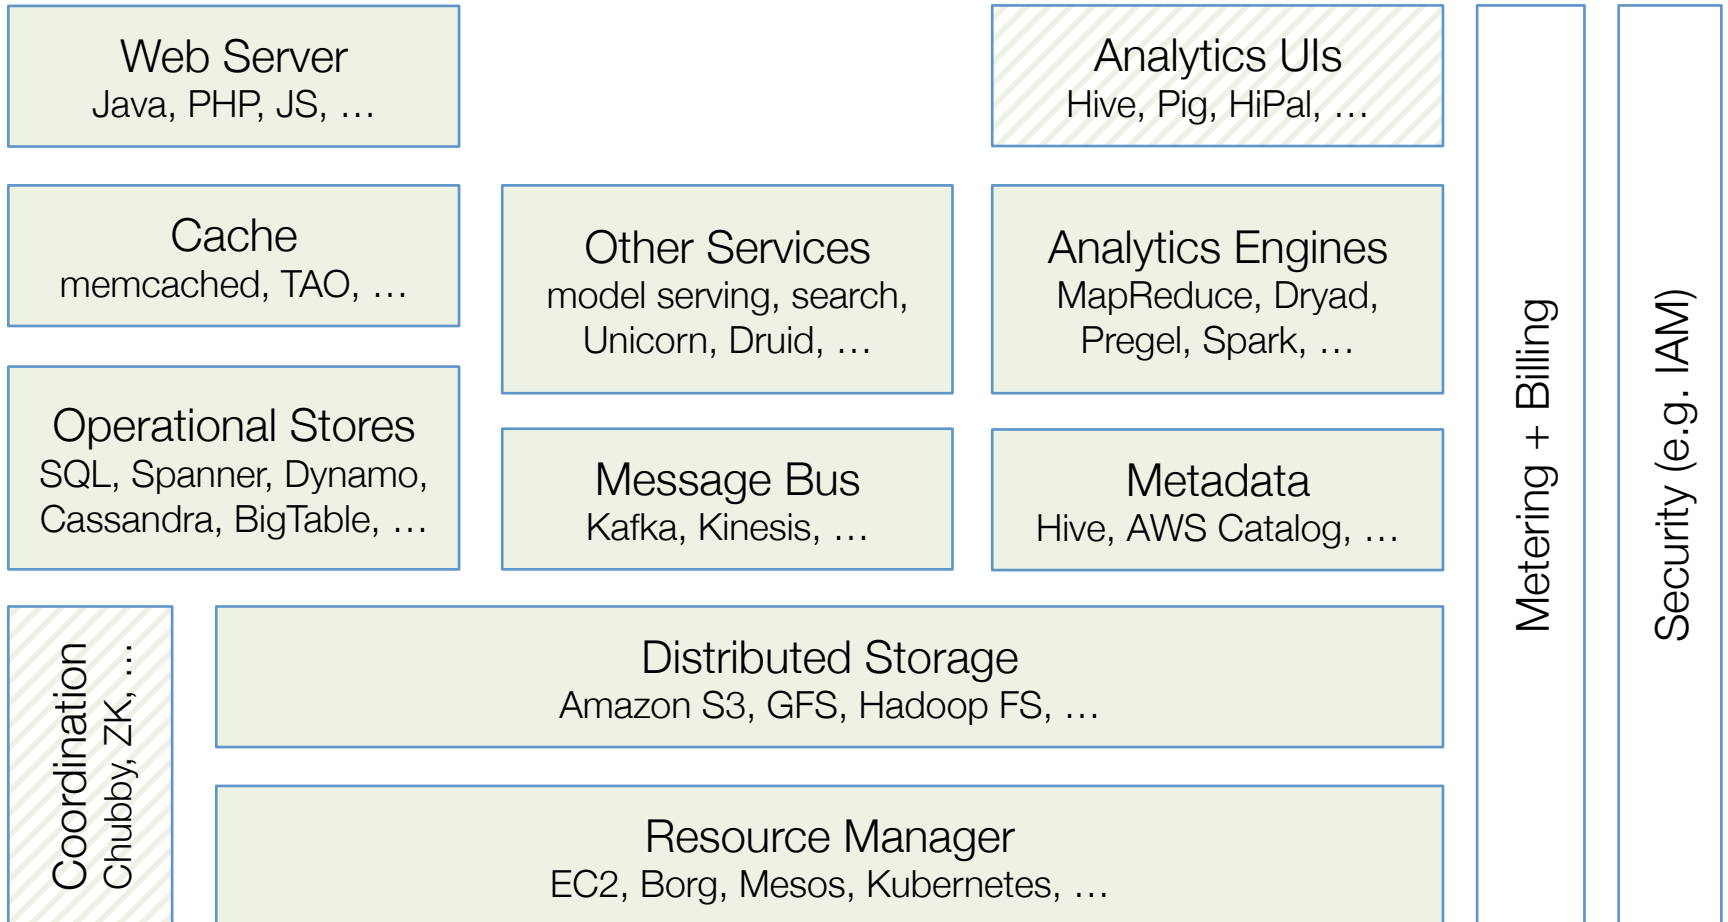 Web Server
Java, PHP, JS, …
Analytics UIs
Hive, Pig, HiPal, …
Cache
memcached, TAO, …
Other Services
model serving, search,
Unicorn, Druid, …
Analytics Engines
MapReduce, Dryad,
Pregel, Spark, …
Operational Stores
SQL, Spanner, Dynamo,
Cassandra, BigTable, …
Message Bus
Kafka, Kinesis, …
Metadata
Hive, AWS Catalog, …
Coordination
Chubby, ZK, …
Distributed Storage
Amazon S3, GFS, Hadoop FS, …
Resource Manager
EC2, Borg, Mesos, Kubernetes, …
Metering + Billing
Security (e.g. IAM)